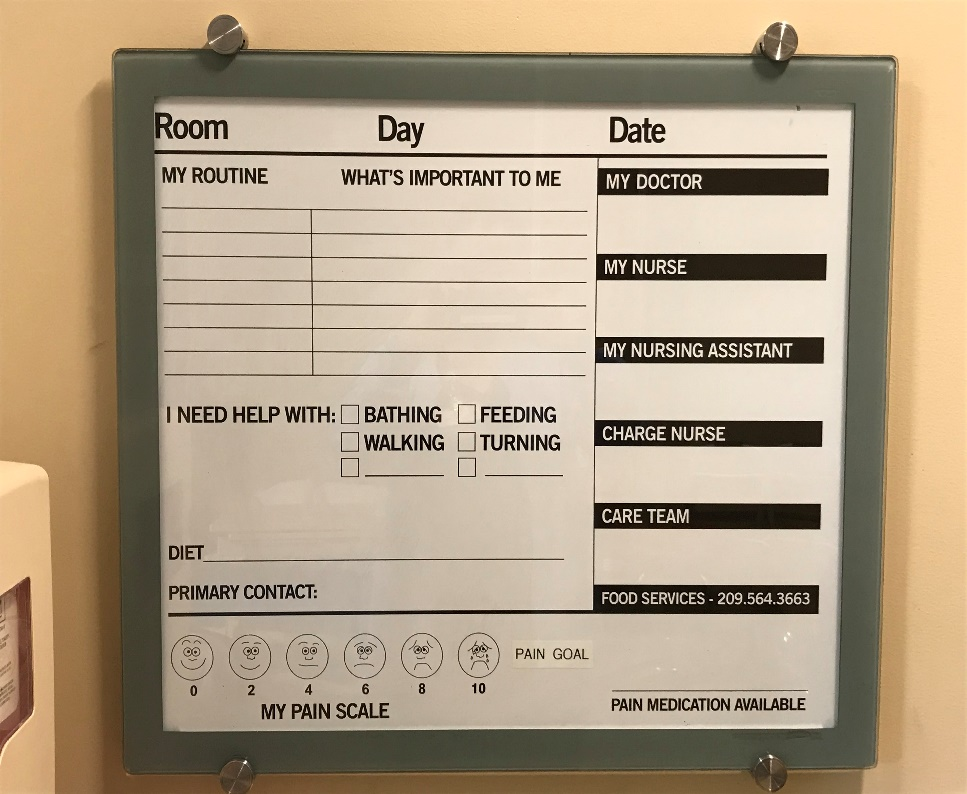 Room Day Date
MY ROUTINE WHAT'S IMPORTANT TO ME
MY DOCTOR
MY NURSE
MY NURSING ASSISTANT
I NEED HELP WITH: BATHING FEEDING
WALKING TURNING
CHARGE NURSE
CARE TEAM
DIET
PRIMARY CONTACT:
FOOD SERVICES - 209.564.3663
0 2 4 6 8 10
PAIN GOAL
MY PAIN SCALE
PAIN MEDICATION AVAILABLE